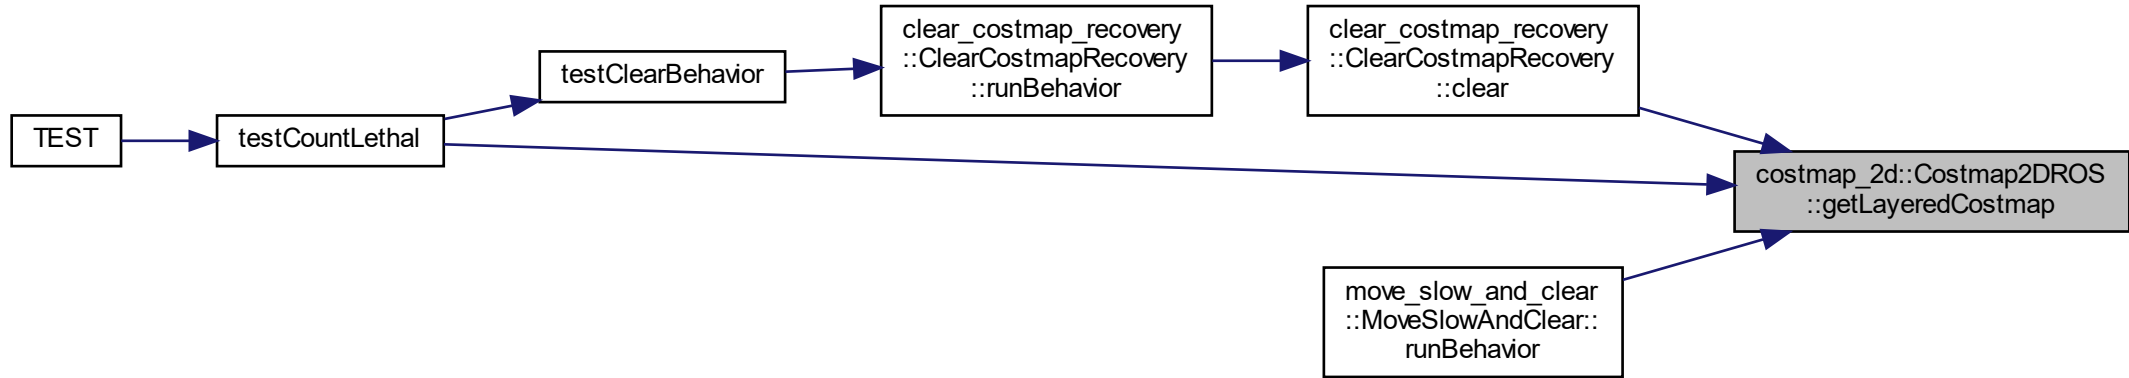 TEST
testCountLethal
testClearBehavior
clear_costmap_recovery
::ClearCostmapRecovery
::runBehavior
clear_costmap_recovery
::ClearCostmapRecovery
::clear
costmap_2d::Costmap2DROS
::getLayeredCostmap
move_slow_and_clear
::MoveSlowAndClear::
runBehavior